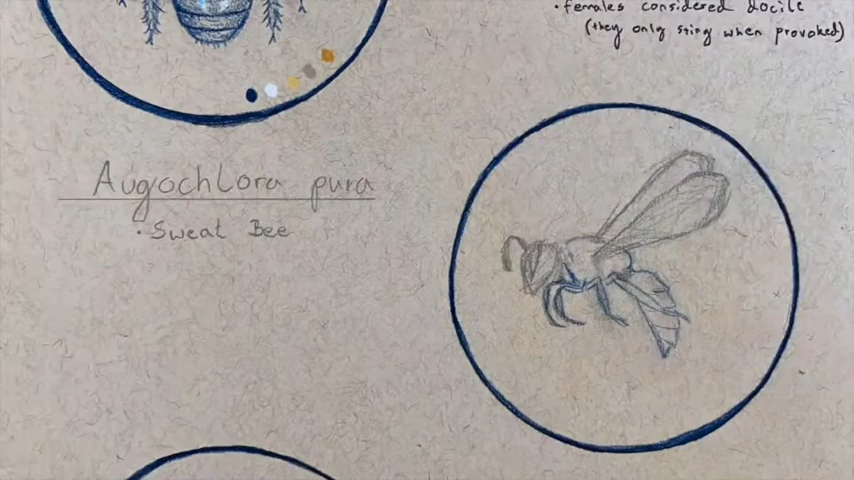 • females considered docile
(they only sting when provoked)
Augochlora pura
• Sweat Bee